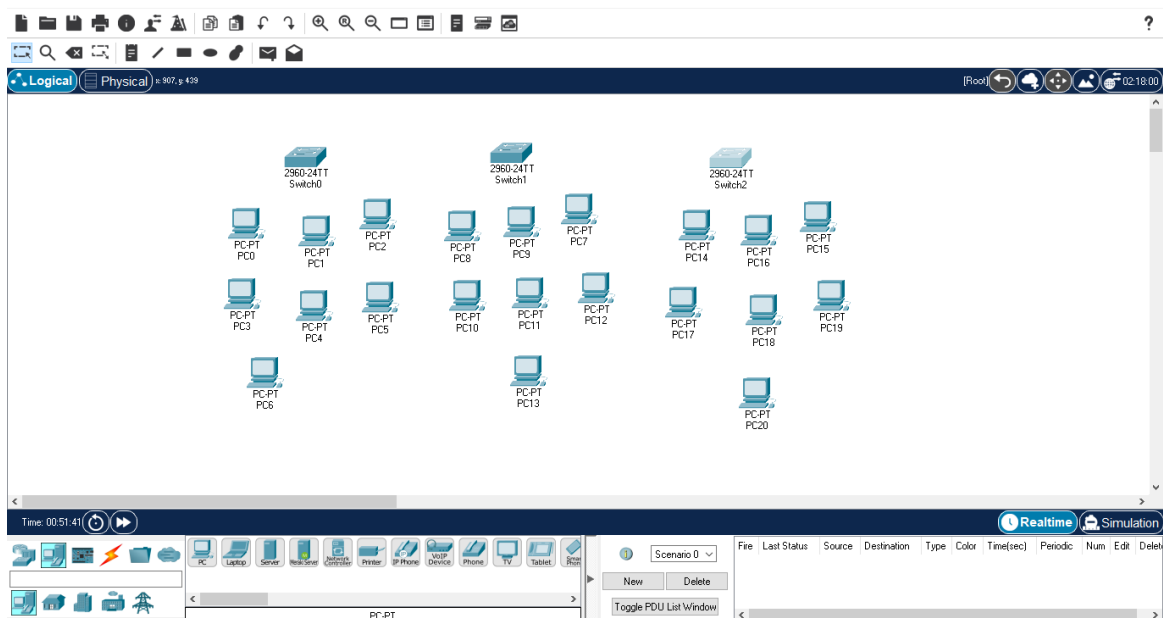 ?
Logical Physical x: 907, y: 439 [Root] 02:18:00
2960-24TT
Switch0
2960-24TT
Switch1
2960-24TT
Switch2
PC-PT
PC0
PC-PT
PC1
PC-PT
PC2
PC-PT
PC8
PC-PT
PC9
PC-PT
PC7
PC-PT
PC14
PC-PT
PC16
PC-PT
PC15
PC-PT
PC3
PC-PT
PC4
PC-PT
PC5
PC-PT
PC10
PC-PT
PC11
PC-PT
PC12
PC-PT
PC17
PC-PT
PC18
PC-PT
PC19
PC-PT
PC6
PC-PT
PC13
PC-PT
PC20
Time: 00:51:41 Realtime Simulation
PC Laptop Server Meraki Server Network Controller Printer IP Phone VoIP Device Phone TV Tablet
PC-PT
Scenario 0
New Delete
Toggle PDU List Window
Fire Last Status Source Destination Type Color Time(sec) Periodic Num Edit Delete